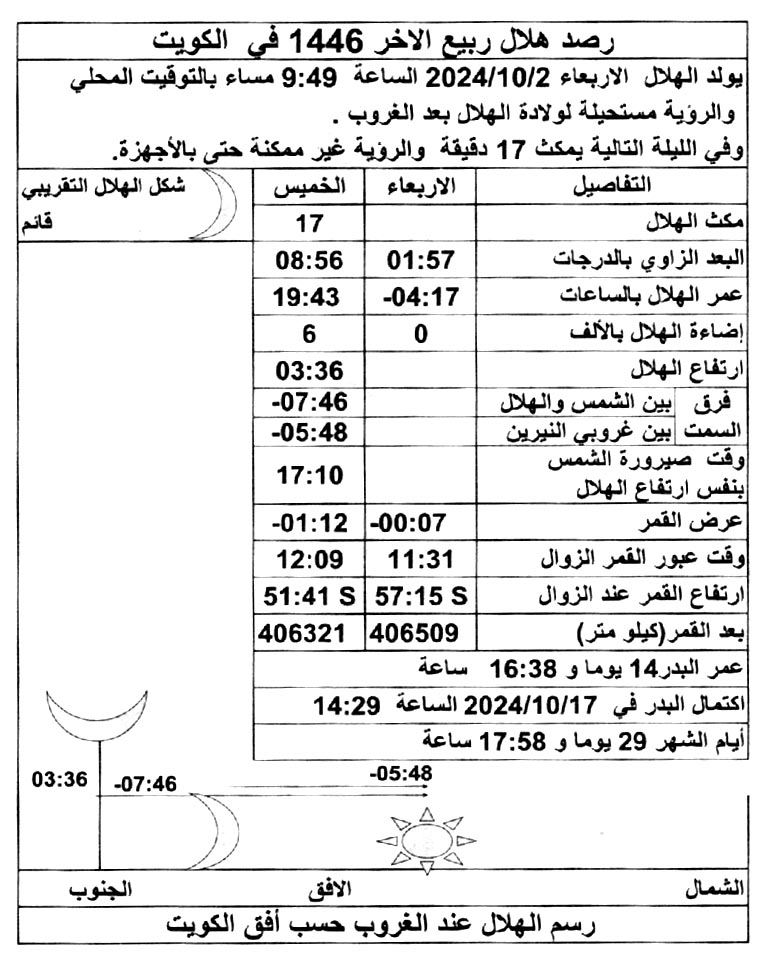 رصد هلال ربيع الاخر 1446 في الكويت
يولد الهلال الاربعاء 2024/10/2 الساعة 9:49 مساء بالتوقيت المحلي
والرؤية مستحيلة لولادة الهلال بعد الغروب .
وفي الليلة التالية يمكث 17 دقيقة والرؤية غير ممكنة حتى بالأجهزة.
التفاصيل الاربعاء الخميس شكل الهلال التقريبي
مكث الهلال 17 قائم
البعد الزاوي بالدرجات 01:57 08:56
عمر الهلال بالساعات -04:17 19:43
إضاءة الهلال بالألف 0 6
ارتفاع الهلال 03:36
فرق بين الشمس والهلال -07:46
السمت بين غروبي النيرين -05:48
وقت صيرورة الشمس
بنفس ارتفاع الهلال 17:10
عرض القمر -00:07 -01:12
وقت عبور القمر الزوال 11:31 12:09
ارتفاع القمر عند الزوال 57:15 S 51:41 S
بعد القمر(كيلو متر) 406509 406321
عمر البدر14 يوما و 16:38 ساعة
اكتمال البدر في 2024/10/17 الساعة 14:29
أيام الشهر 29 يوما و 17:58 ساعة
-05:48
03:36 -07:46
الشمال الافق الجنوب
رسم الهلال عند الغروب حسب أفق الكويت